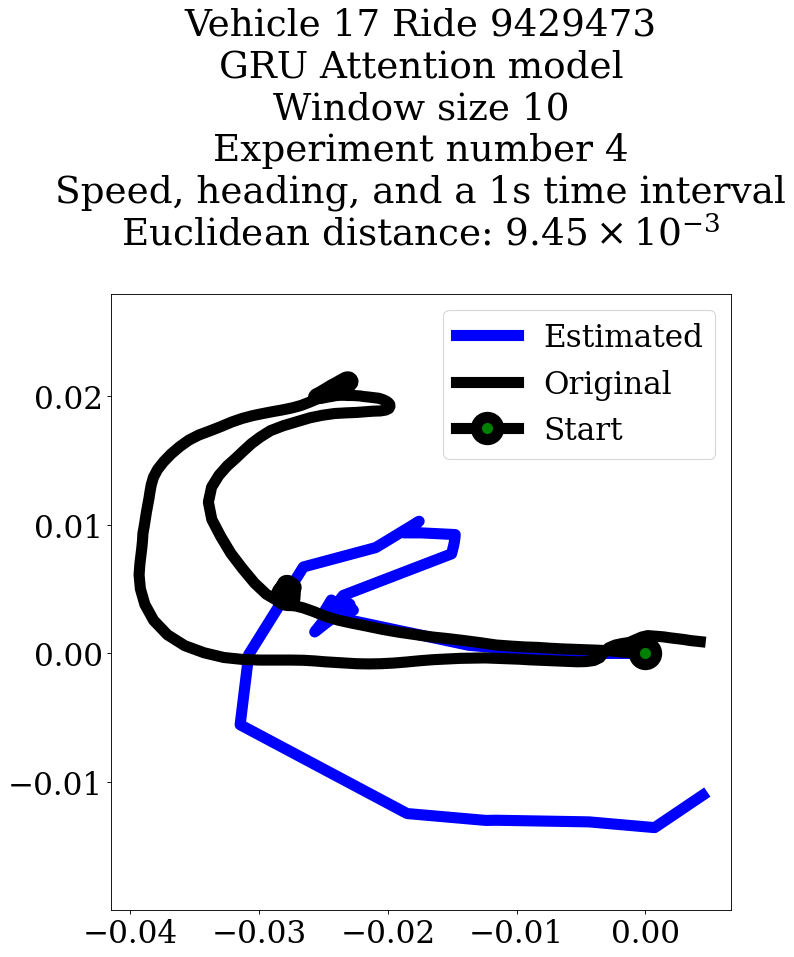 Vehicle 17 Ride 9429473
GRU Attention model
Window size 10
Experiment number 4
Speed, heading, and a 1s time interval
Euclidean distance: 9.45 × 10⁻³
Estimated
Original
Start
0.02
0.01
0.00
−0.01
−0.04 −0.03 −0.02 −0.01 0.00